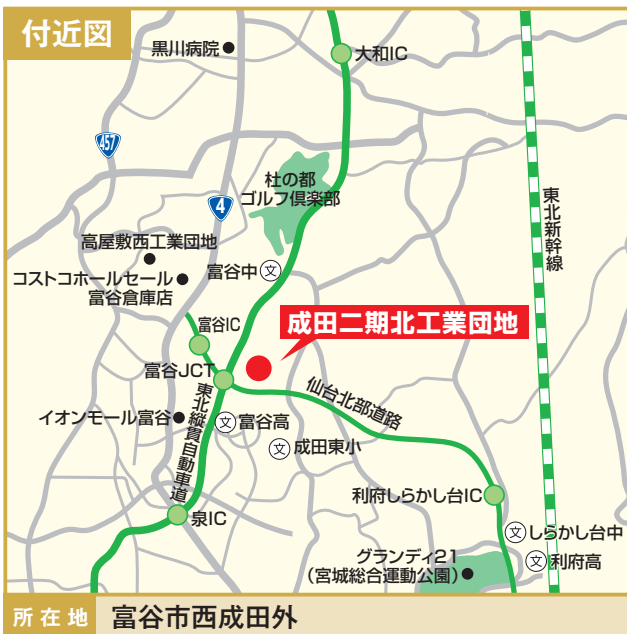 付近図
黒川病院
大和IC
457
杜の都
ゴルフ倶楽部
4
東北新幹線
高屋敷西工業団地
コストコホールセール
富谷倉庫店
富谷中
文
富谷IC
成田二期北工業団地
富谷JCT
仙台北部道路
東北縦貫自動車道
イオンモール富谷
文
富谷高
文
成田東小
利府しらかし台IC
泉IC
文
しらかし台中
グランディ21
(宮城総合運動公園)
文
利府高
所在地
富谷市西成田外